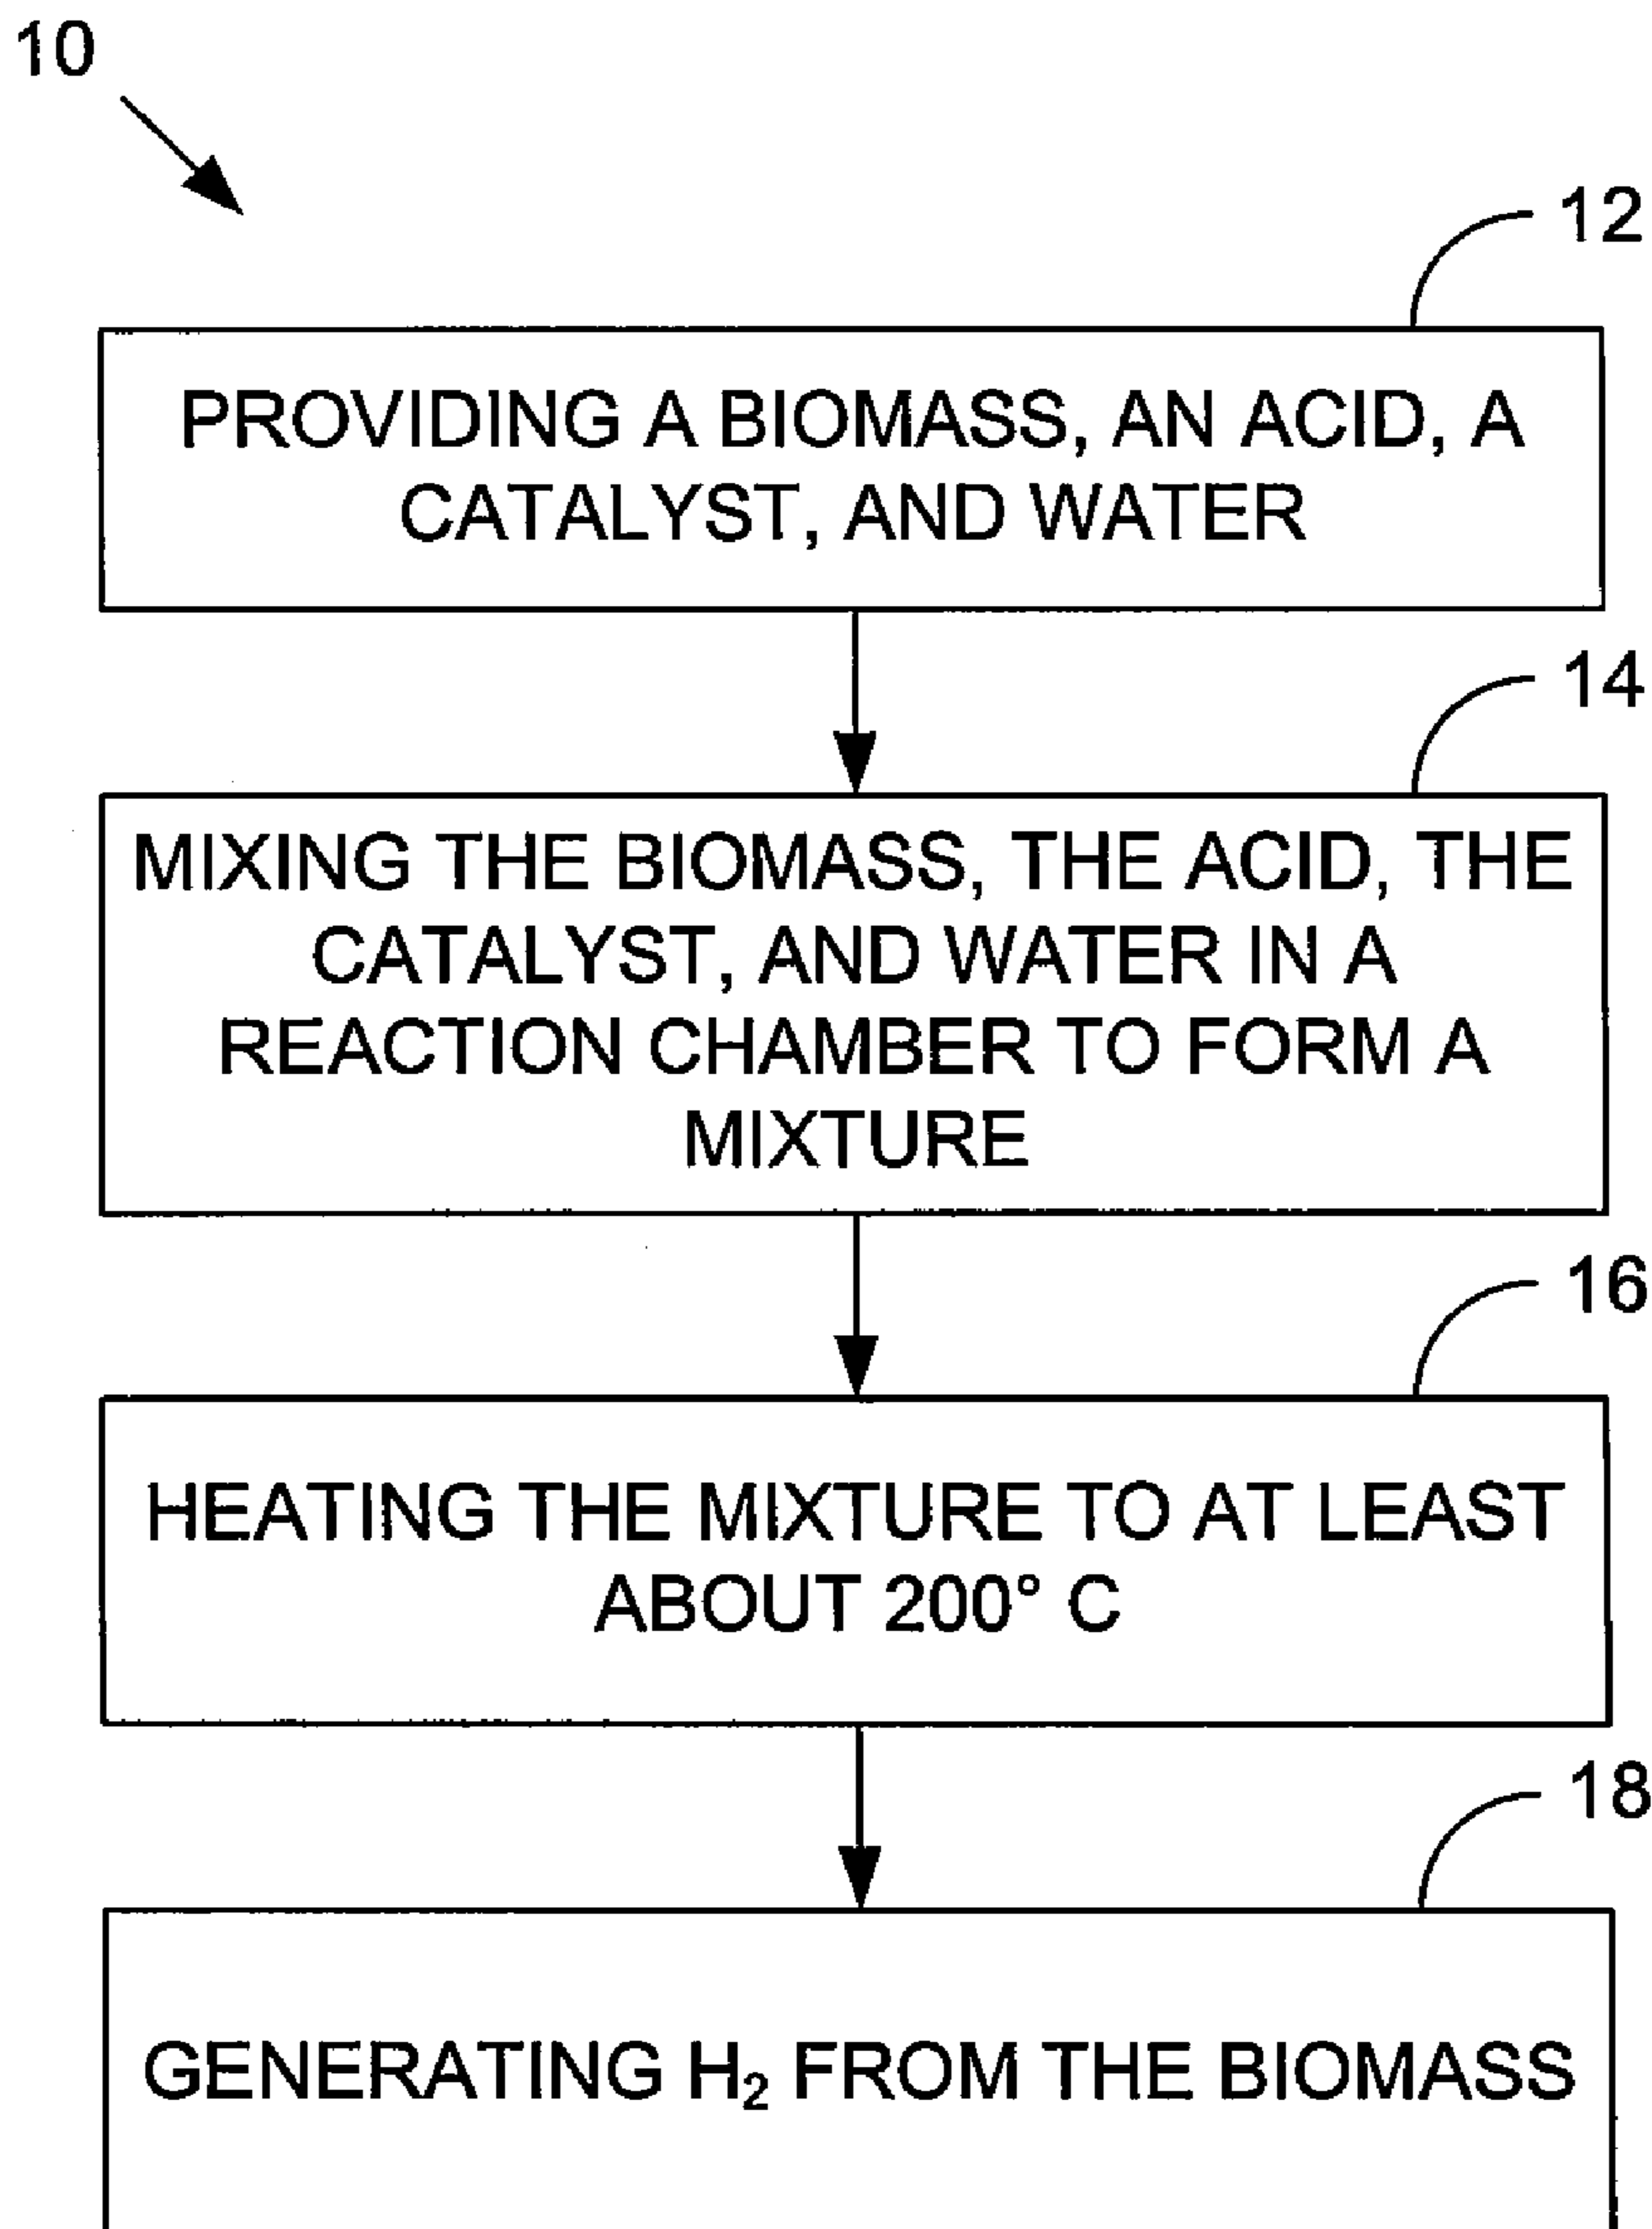 10
12
PROVIDING A BIOMASS, AN ACID, A
CATALYST, AND WATER
14
MIXING THE BIOMASS, THE ACID, THE
CATALYST, AND WATER IN A
REACTION CHAMBER TO FORM A
MIXTURE
16
HEATING THE MIXTURE TO AT LEAST
ABOUT 200° C
18
GENERATING H₂ FROM THE BIOMASS